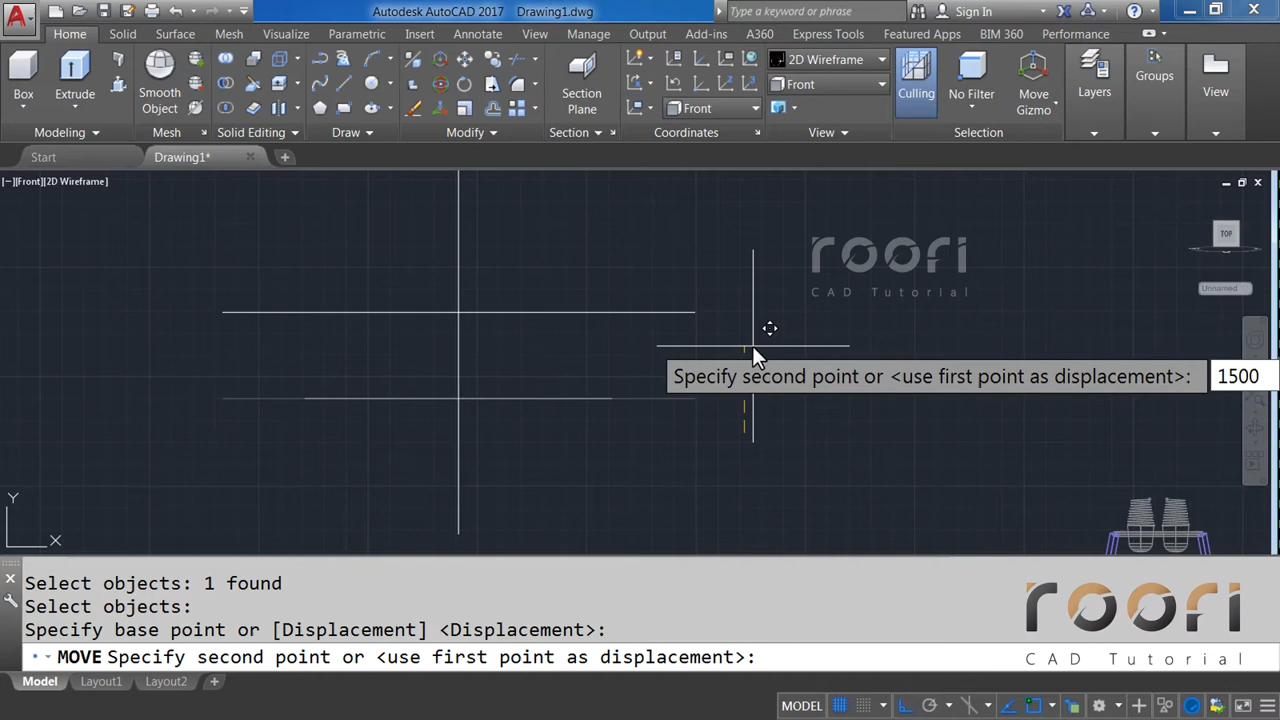 Autodesk AutoCAD 2017 Drawing1.dwg
Type a keyword or phrase
Sign In
Home Solid Surface Mesh Visualize Parametric Insert Annotate View Manage Output Add-ins A360 Express Tools Featured Apps BIM 360 Performance
Box
Extrude
Smooth
Object
Section
Plane
Front
2D Wireframe
Front
Culling
No Filter
Move
Gizmo
Layers
Groups
View
Modeling Mesh Solid Editing Draw Modify Section Coordinates View Selection
Start Drawing1* +
[−][Front][2D Wireframe]
TOP
roofi
CAD Tutorial
Unnamed
Specify second point or <use first point as displacement>: 1500
Y
X
Select objects: 1 found
Select objects:
Specify base point or [Displacement] <Displacement>:
MOVE Specify second point or <use first point as displacement>:
roofi
CAD Tutorial
Model Layout1 Layout2 +
MODEL